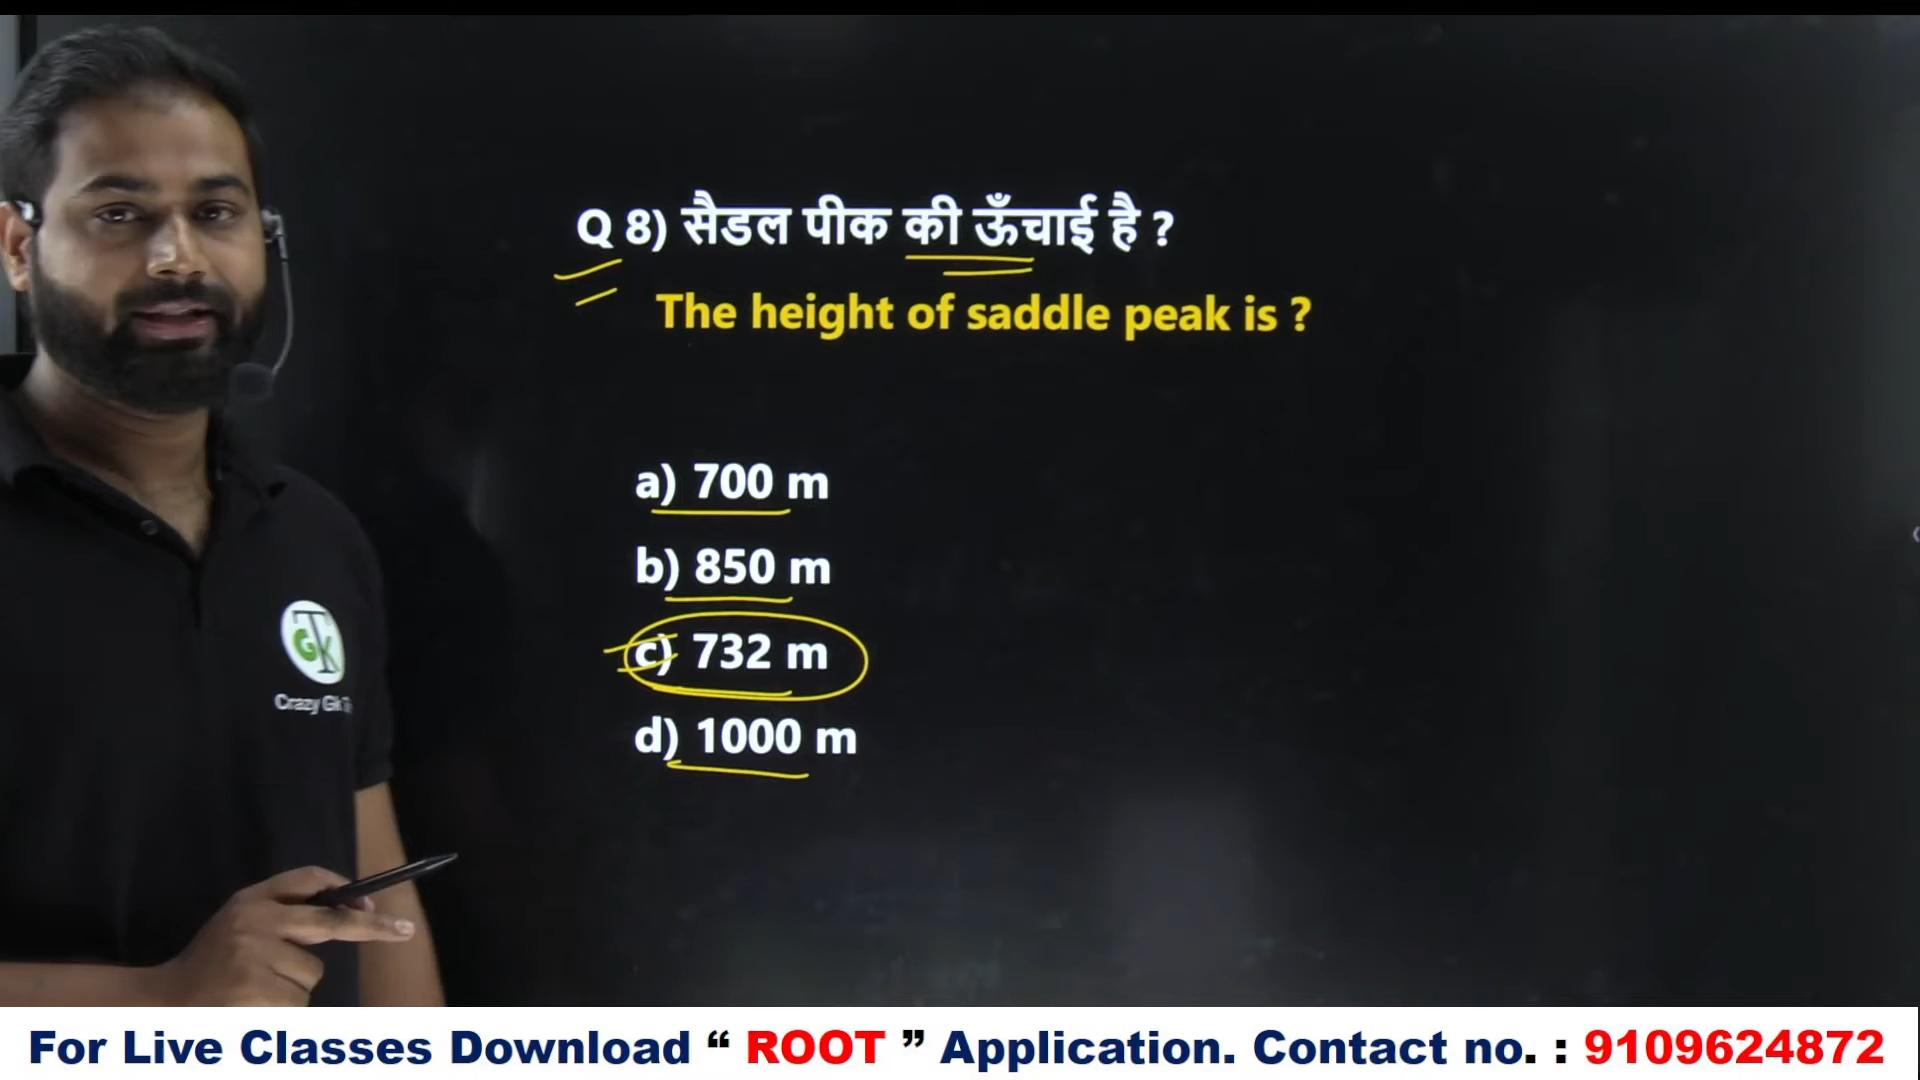 Q 8) सैडल पीक की ऊँचाई है ?
The height of saddle peak is ?
a) 700 m
b) 850 m
c) 732 m
d) 1000 m
GTK
Crazy Gk
For Live Classes Download “ ROOT ” Application. Contact no. : 9109624872